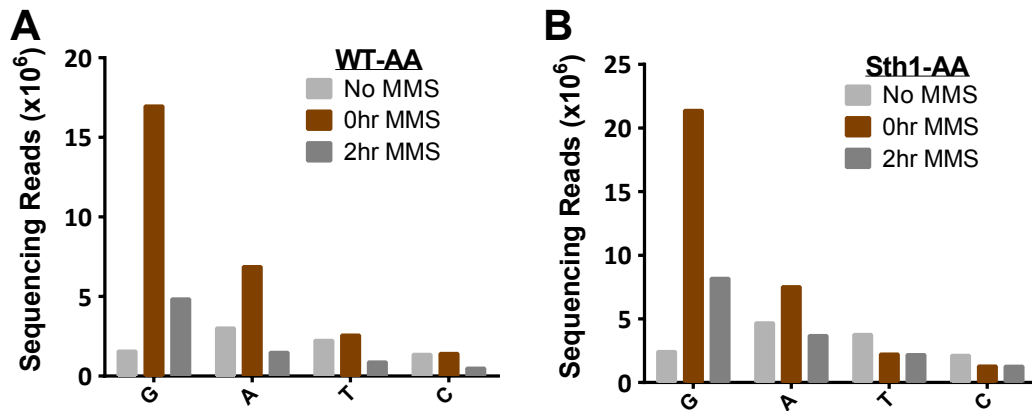 A
WT-AA
No MMS
0hr MMS
2hr MMS
Sequencing Reads (x10⁶)
20
15
10
5
0
G
A
T
C
B
Sth1-AA
No MMS
0hr MMS
2hr MMS
Sequencing Reads (x10⁶)
25
20
15
10
5
0
G
A
T
C